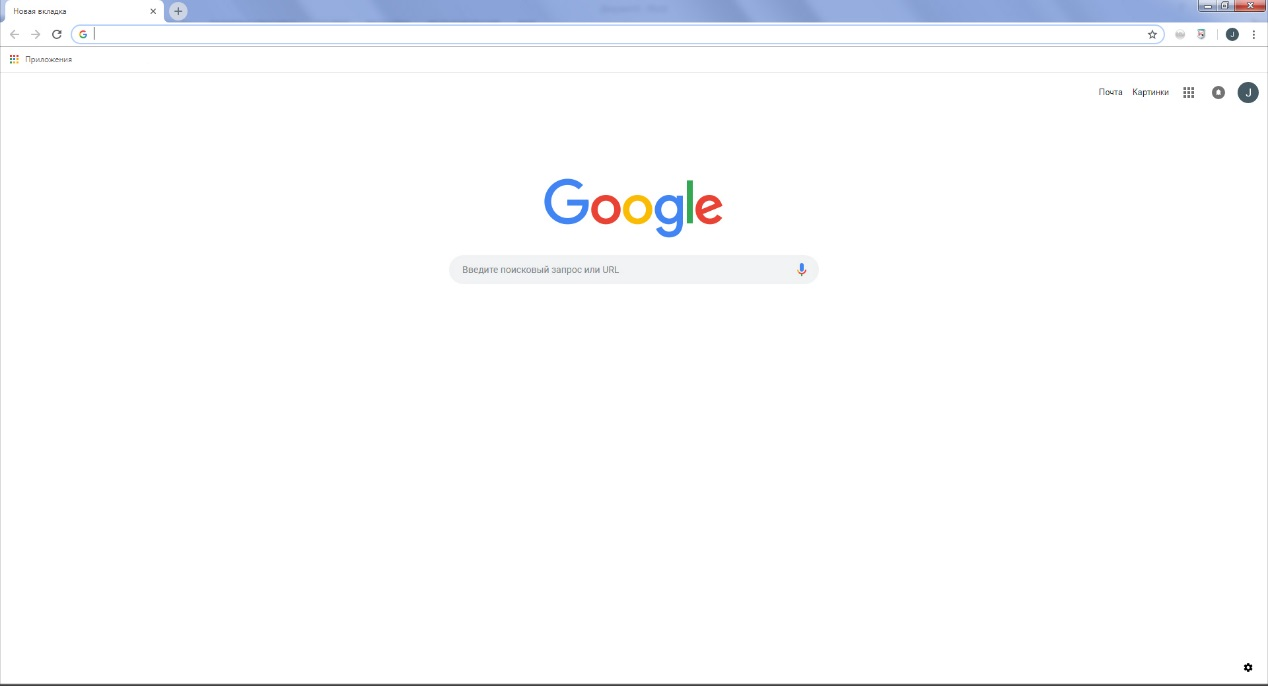 Новая вкладка
Приложения
J
Почта Картинки J
Google
Введите поисковый запрос или URL